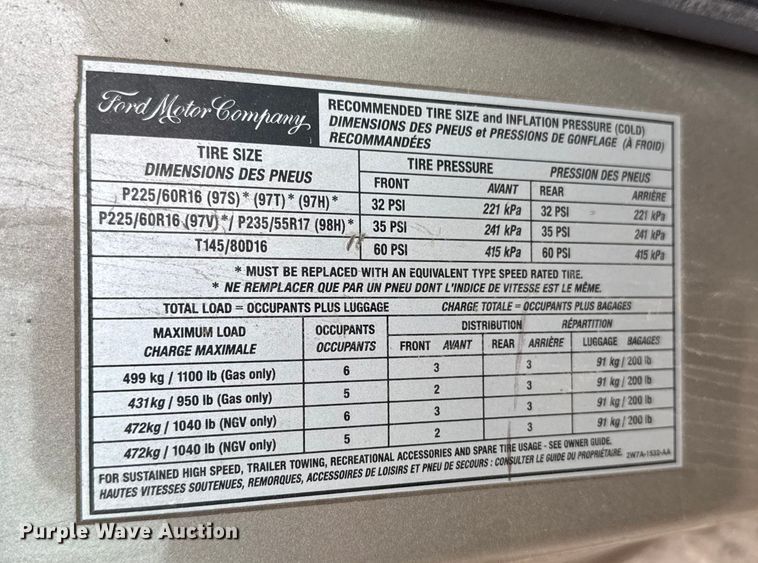 Ford Motor Company
RECOMMENDED TIRE SIZE and INFLATION PRESSURE (COLD)
DIMENSIONS DES PNEUS et PRESSIONS DE GONFLAGE (À FROID)
RECOMMANDÉES
TIRE SIZE
DIMENSIONS DES PNEUS
TIRE PRESSURE PRESSION DES PNEUS
FRONT AVANT REAR ARRIÈRE
P225/60R16 (97S)* (97T)* (97H)* 32 PSI 221 kPa 32 PSI 221 kPa
P225/60R16 (97V)*/ P235/55R17 (98H)* 35 PSI 241 kPa 35 PSI 241 kPa
T145/80D16 60 PSI 415 kPa 60 PSI 415 kPa
* MUST BE REPLACED WITH AN EQUIVALENT TYPE SPEED RATED TIRE.
* NE REMPLACER QUE PAR UN PNEU DONT L'INDICE DE VITESSE EST LE MÊME.
TOTAL LOAD = OCCUPANTS PLUS LUGGAGE CHARGE TOTALE = OCCUPANTS PLUS BAGAGES
MAXIMUM LOAD
CHARGE MAXIMALE
OCCUPANTS
OCCUPANTS
DISTRIBUTION RÉPARTITION
FRONT AVANT REAR ARRIÈRE LUGGAGE BAGAGES
499 kg / 1100 lb (Gas only) 6 3 3 91 kg / 200 lb
431kg / 950 lb (Gas only) 5 2 3 91 kg / 200 lb
472kg / 1040 lb (NGV only) 6 3 3 91 kg / 200 lb
472kg / 1040 lb (NGV only) 5 2 3 91 kg / 200 lb
FOR SUSTAINED HIGH SPEED, TRAILER TOWING, RECREATIONAL ACCESSORIES AND SPARE TIRE USAGE - SEE OWNER GUIDE.
HAUTES VITESSES SOUTENUES, REMORQUES, ACCESSOIRES DE LOISIRS ET PNEU DE SECOURS : CONSULTER LE GUIDE DU PROPRIÉTAIRE. 2W7A-1532-AA
Purple Wave Auction